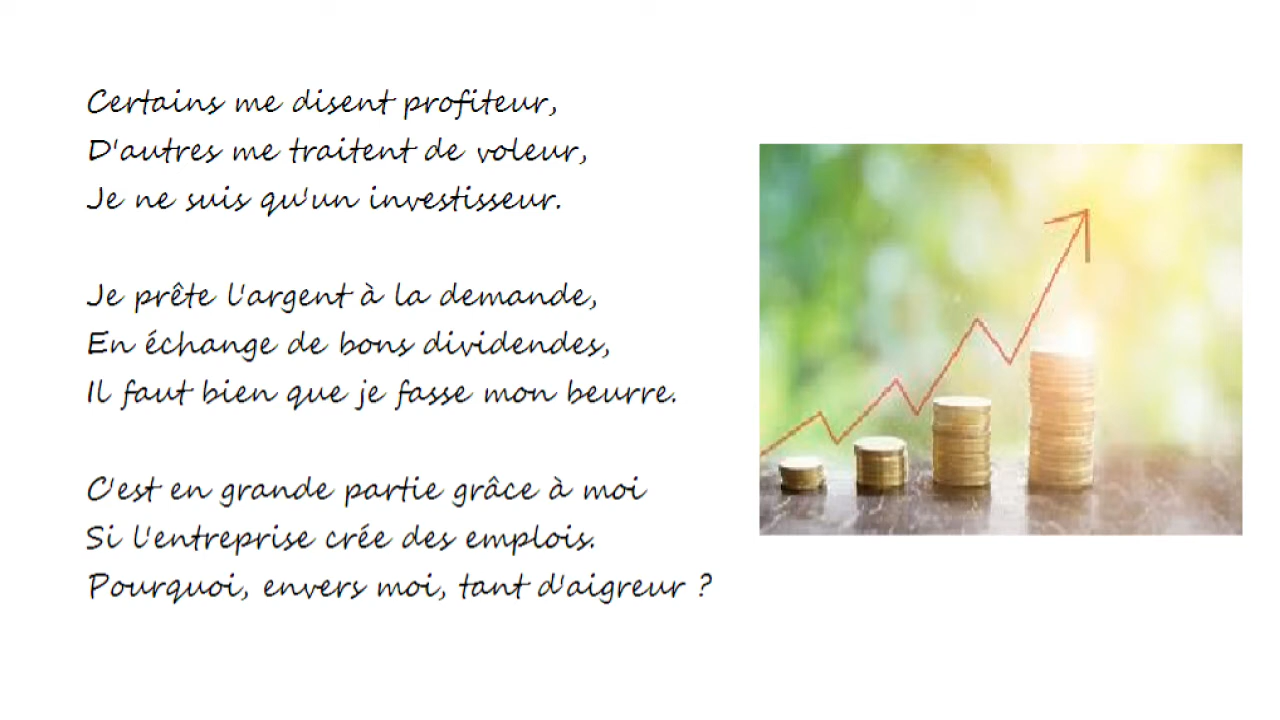 Certains me disent profiteur,
D'autres me traitent de voleur,
Je ne suis qu'un investisseur.
Je prête l'argent à la demande,
En échange de bons dividendes,
Il faut bien que je fasse mon beurre.
C'est en grande partie grâce à moi
Si l'entreprise crée des emplois.
Pourquoi, envers moi, tant d'aigreur ?